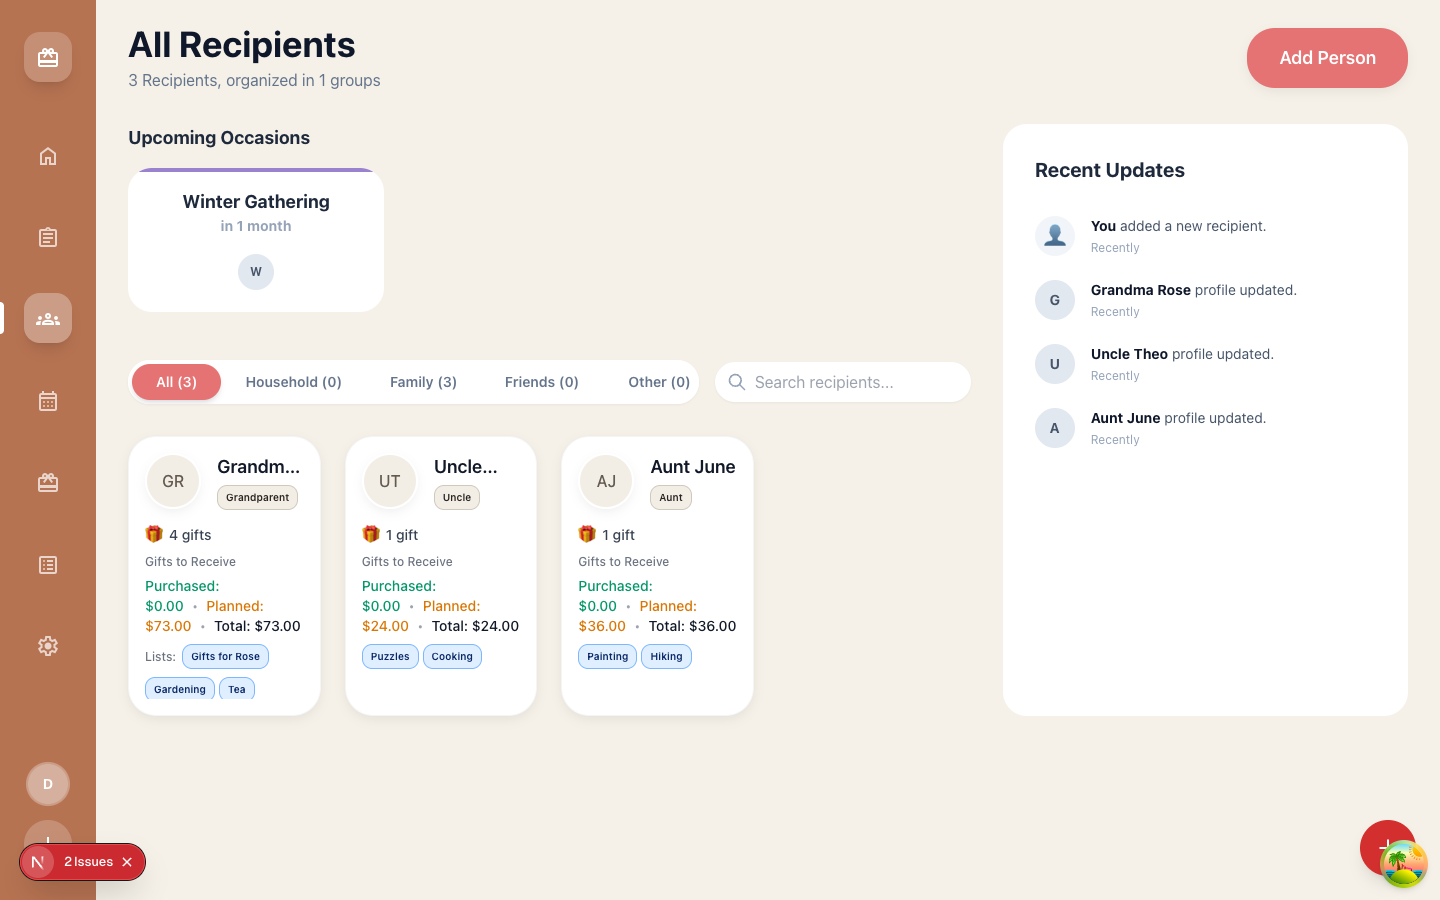 All Recipients
3 Recipients, organized in 1 groups
Add Person
Upcoming Occasions
Winter Gathering
in 1 month
W
All (3)
Household (0)
Family (3)
Friends (0)
Other (0)
Search recipients...
GR
Grandm...
Grandparent
4 gifts
Gifts to Receive
Purchased:
$0.00 • Planned:
$73.00 • Total: $73.00
Lists: Gifts for Rose
Gardening Tea
UT
Uncle...
Uncle
1 gift
Gifts to Receive
Purchased:
$0.00 • Planned:
$24.00 • Total: $24.00
Puzzles Cooking
AJ
Aunt June
Aunt
1 gift
Gifts to Receive
Purchased:
$0.00 • Planned:
$36.00 • Total: $36.00
Painting Hiking
Recent Updates
You added a new recipient.
Recently
G
Grandma Rose profile updated.
Recently
U
Uncle Theo profile updated.
Recently
A
Aunt June profile updated.
Recently
D
N 2 Issues